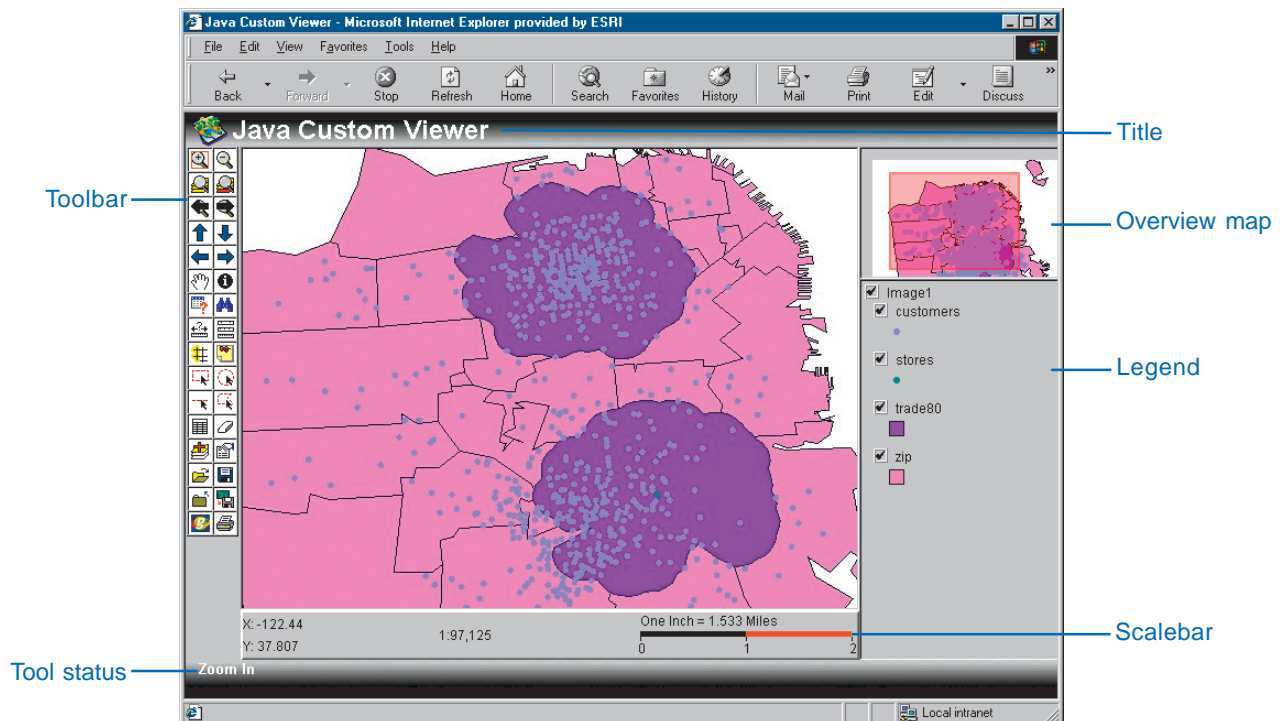 Java Custom Viewer - Microsoft Internet Explorer provided by ESRI
File Edit View Favorites Tools Help
Back Forward Stop Refresh Home Search Favorites History Mail Print Edit Discuss »
Java Custom Viewer
Title
Toolbar
Overview map
Image1
customers
stores
Legend
trade80
zip
X: -122.44
Y: 37.807
1:97,125
One Inch = 1.533 Miles
0 1 2
Scalebar
Tool status
Zoom In
Local intranet